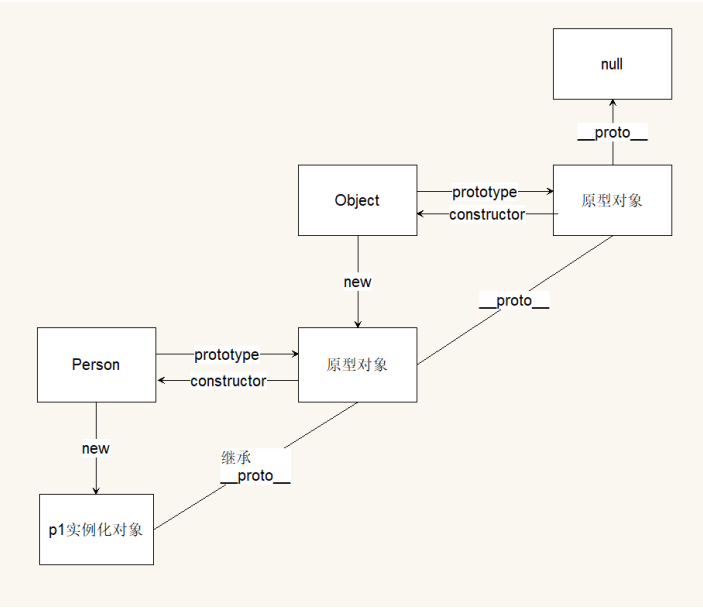 null
__proto__
Object
prototype
原型对象
constructor
new
__proto__
Person
prototype
原型对象
constructor
new
继承
__proto__
p1实例化对象